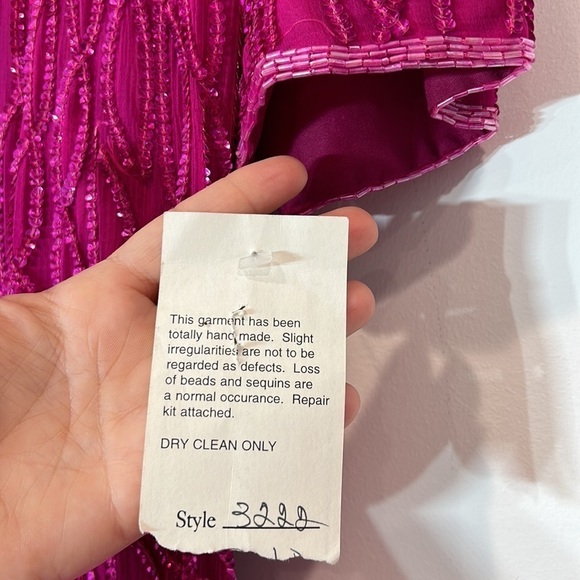 This garment has been
totally hand made. Slight
irregularities are not to be
regarded as defects. Loss
of beads and sequins are
a normal occurance. Repair
kit attached.
DRY CLEAN ONLY
Style 3222